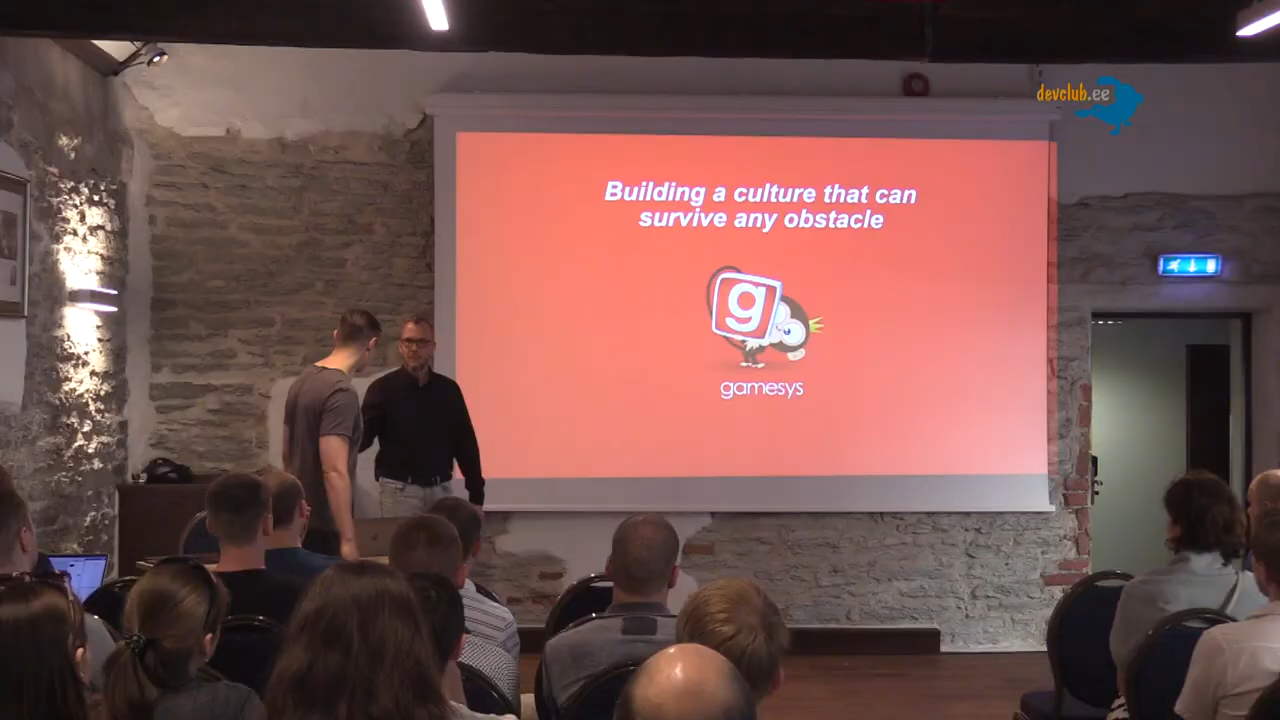 devclub.ee
Building a culture that can
survive any obstacle
g
gamesys